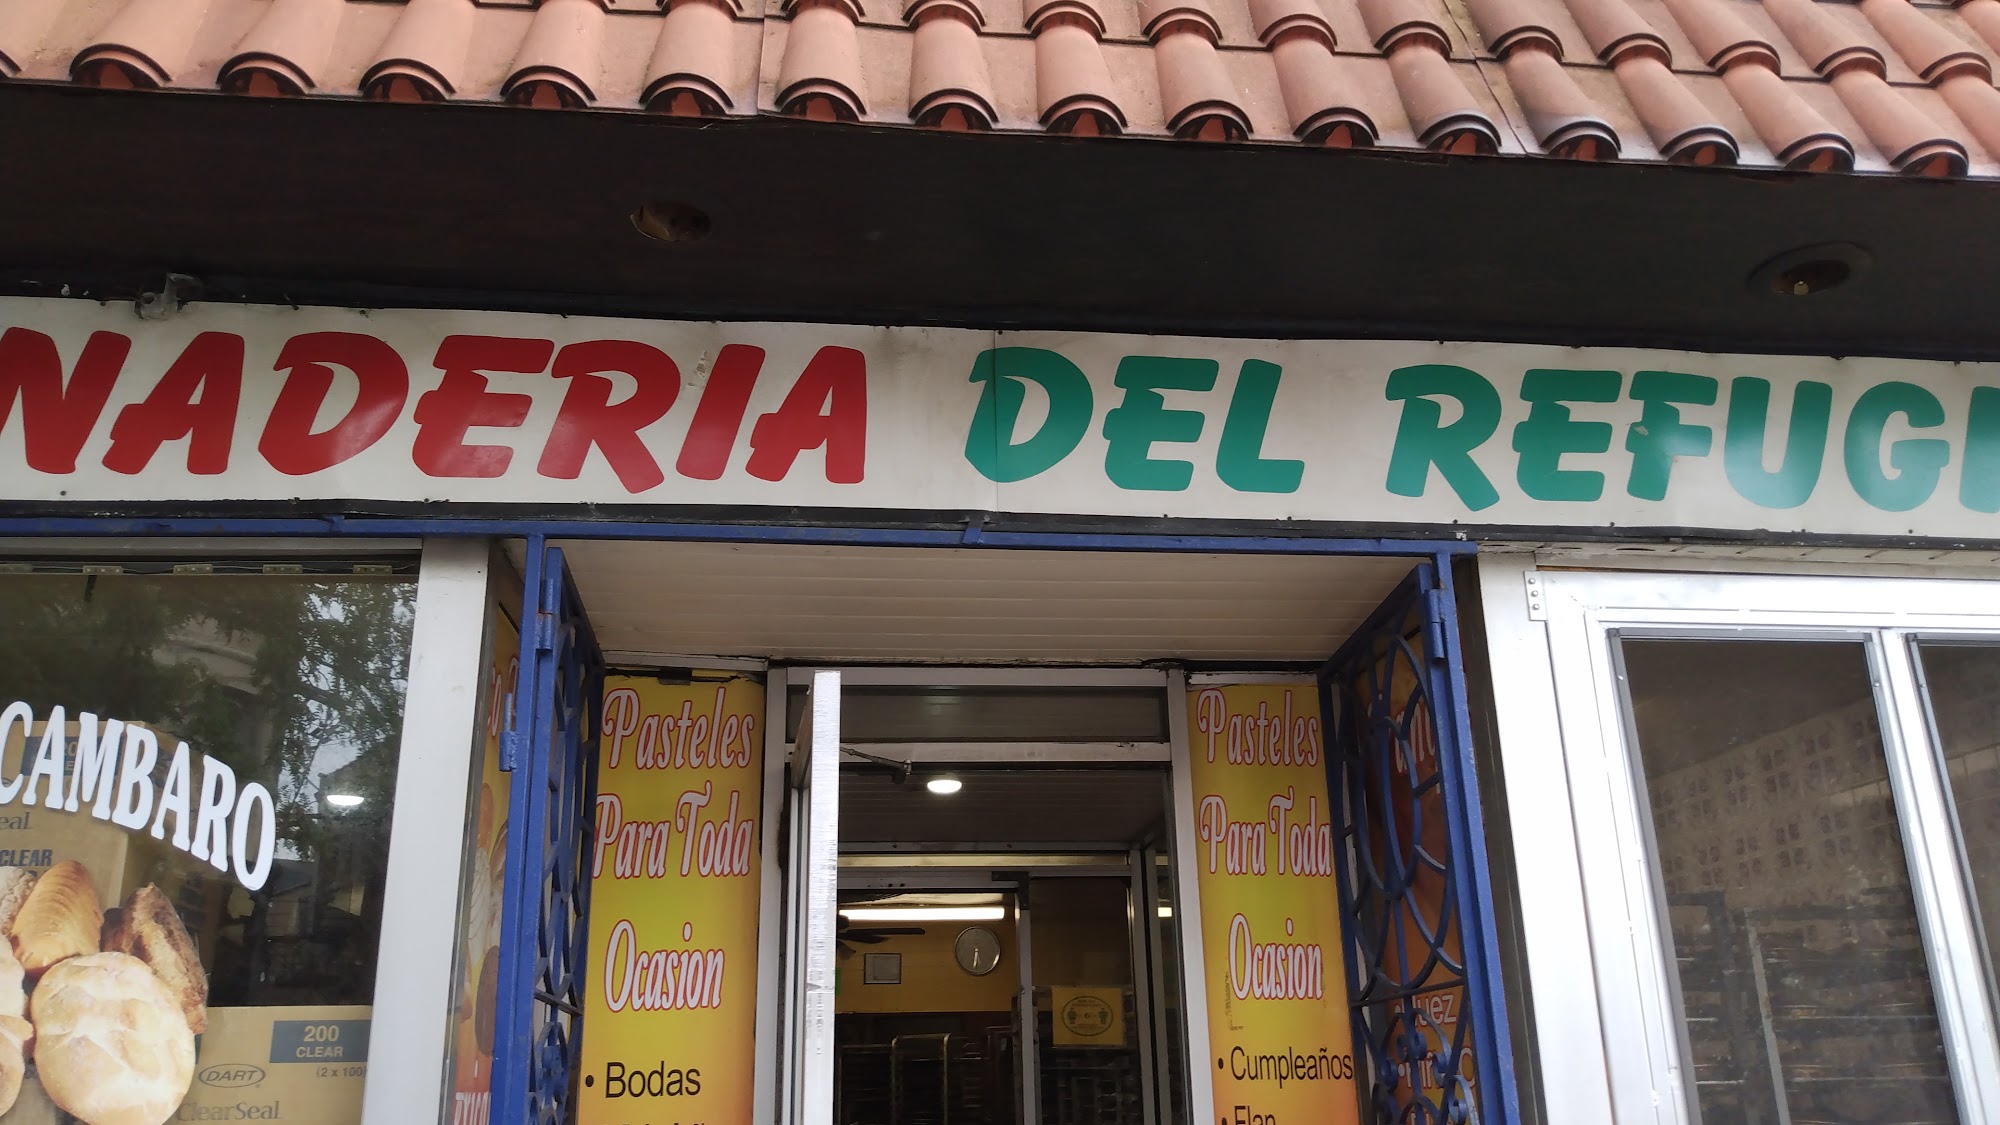 NADERIA DEL REFUGI
CAMBARO
eal
CLEAR
200
CLEAR
(2 x 100
DART
ClearSeal
Pasteles
Para Toda
Ocasion
• Bodas
Pasteles
Para Toda
Ocasion
• Cumpleaños
• Flan